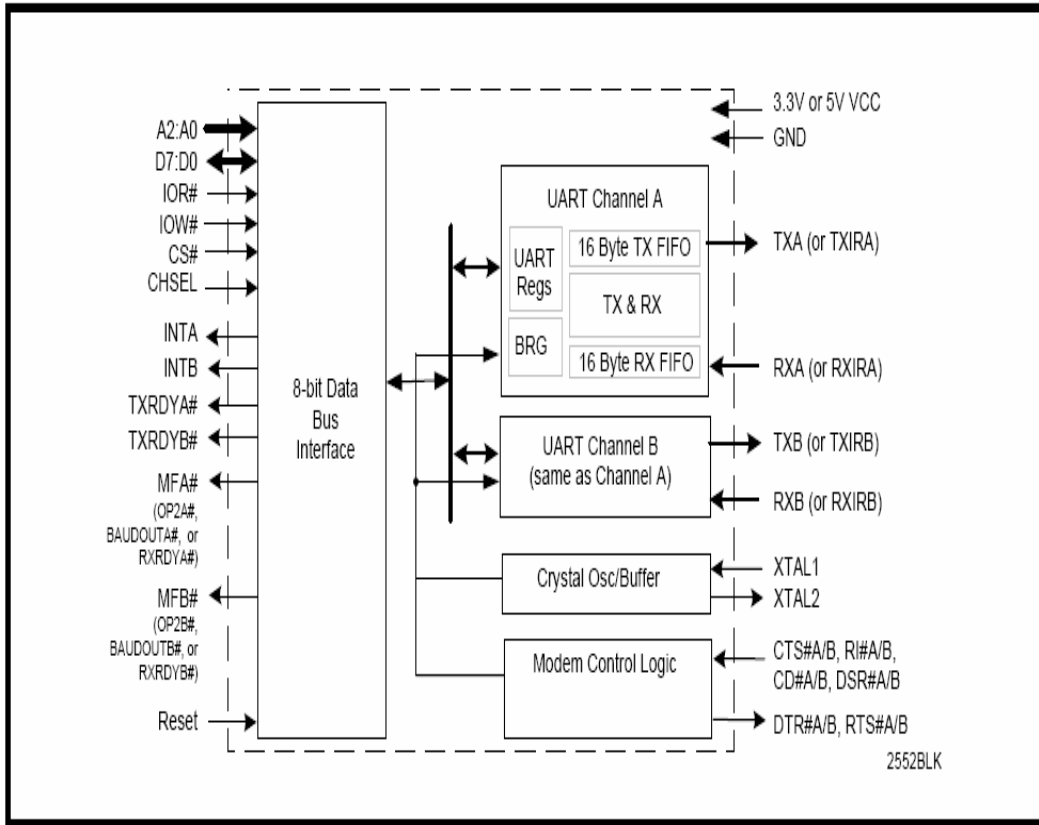 A2:A0
D7:D0
IOR#
IOW#
CS#
CHSEL
INTA
INTB
TXRDYA#
TXRDYB#
MFA#
(OP2A#,
BAUDOUTA#, or
RXRDYA#)
MFB#
(OP2B#,
BAUDOUTB#, or
RXRDYB#)
Reset
8-bit Data
Bus
Interface
UART Channel A
UART
Regs
BRG
16 Byte TX FIFO
TX & RX
16 Byte RX FIFO
UART Channel B
(same as Channel A)
Crystal Osc/Buffer
Modem Control Logic
3.3V or 5V VCC
GND
TXA (or TXIRA)
RXA (or RXIRA)
TXB (or TXIRB)
RXB (or RXIRB)
XTAL1
XTAL2
CTS#A/B, RI#A/B,
CD#A/B, DSR#A/B
DTR#A/B, RTS#A/B
2552BLK